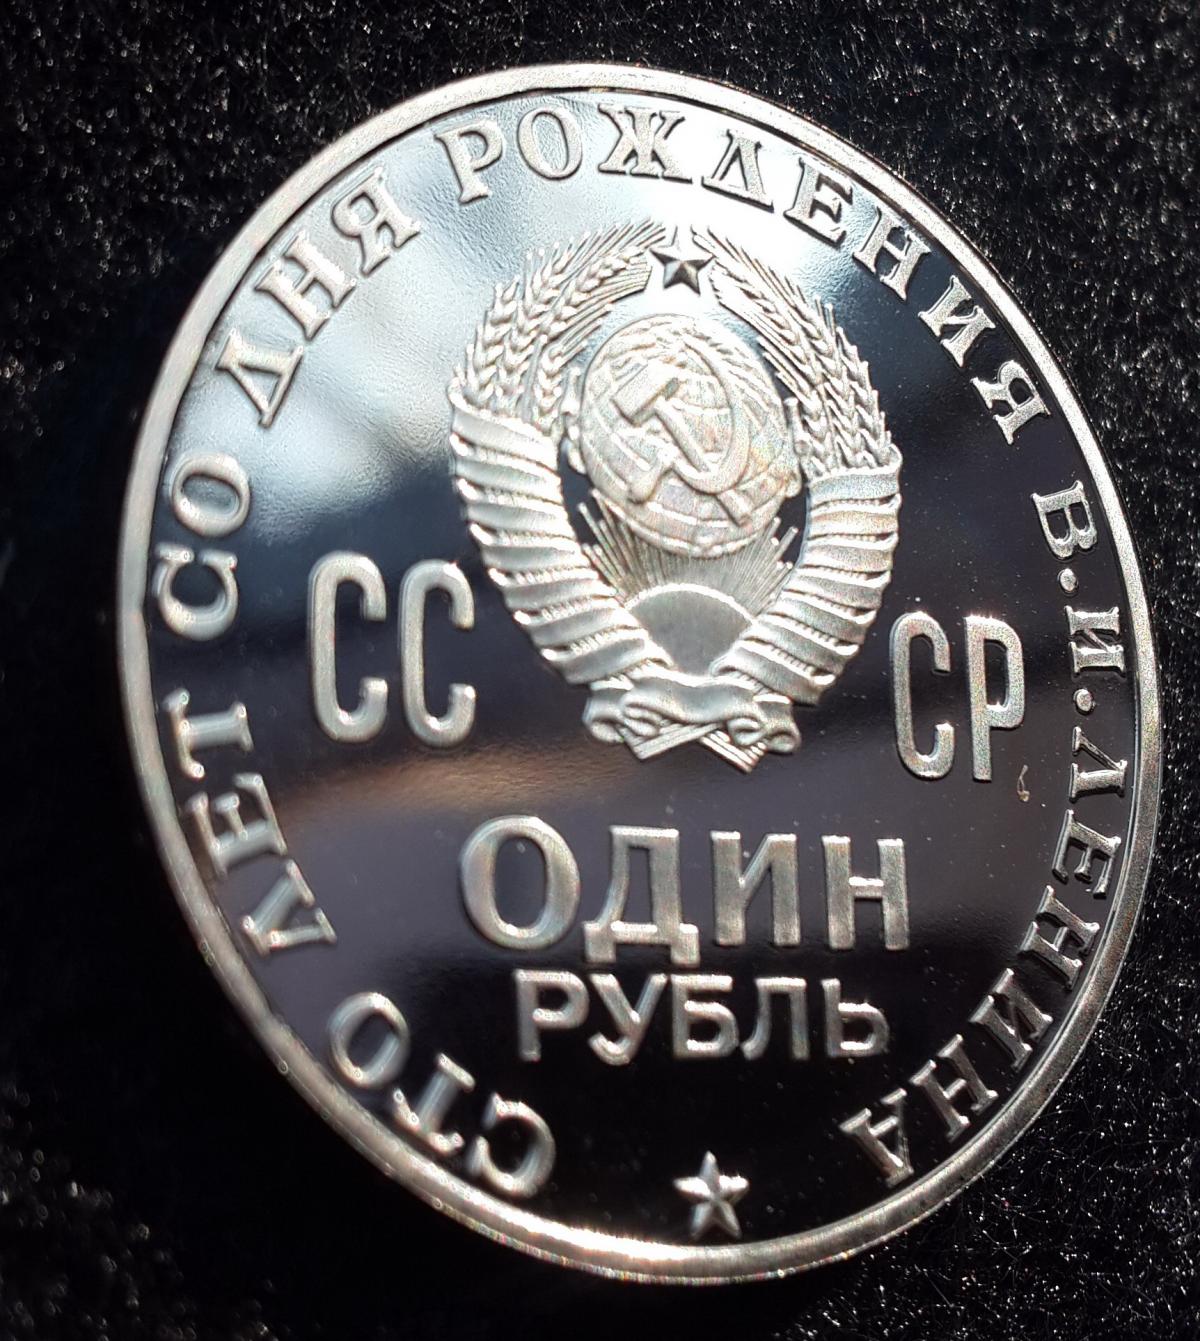 СТО ЛЕТ СО ДНЯ РОЖДЕНИЯ В.И.ЛЕНИНА
СС СР
ОДИН
РУБЛЬ